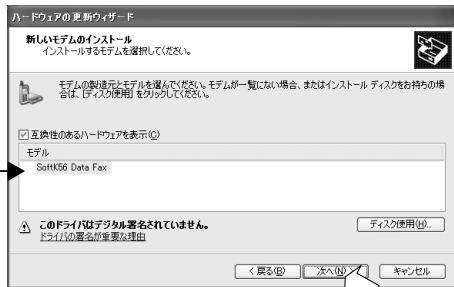 ハードウェアの更新ウィザード
新しいモデムのインストール
インストールするモデムを選択してください。
モデムの製造元とモデルを選んでください。モデムが一覧にない場合、またはインストール ディスクをお持ちの場
合は、[ディスク使用] をクリックしてください。
互換性のあるハードウェアを表示(C)
モデル
SoftK56 Data Fax
このドライバはデジタル署名されていません。
ディスク使用(H)...
ドライバの署名が重要な理由
< 戻る(B)
次へ(N) >
キャンセル